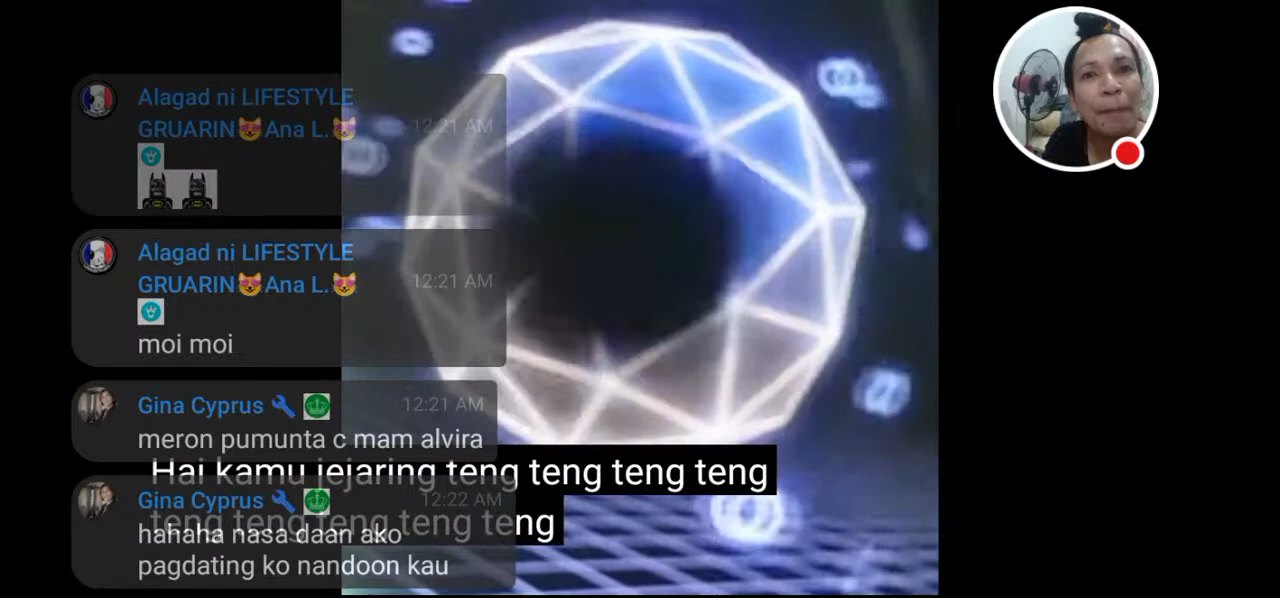 Alagad ni LIFESTYLE
GRUARIN😻Ana L.😻 12:21 AM
Alagad ni LIFESTYLE
GRUARIN😻Ana L.😻 12:21 AM
moi moi
Gina Cyprus 🔧 12:21 AM
meron pumunta c mam alvira
Hai kamu jejaring teng teng teng teng
teng teng teng teng teng
Gina Cyprus 🔧 12:22 AM
hahaha nasa daan ako
pagdating ko nandoon kau